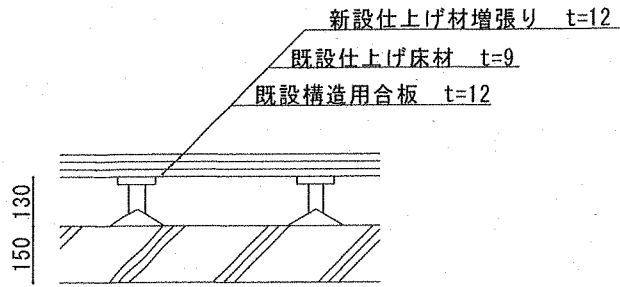 新設仕上げ材増張り t=12
既設仕上げ床材 t=9
既設構造用合板 t=12
130
150